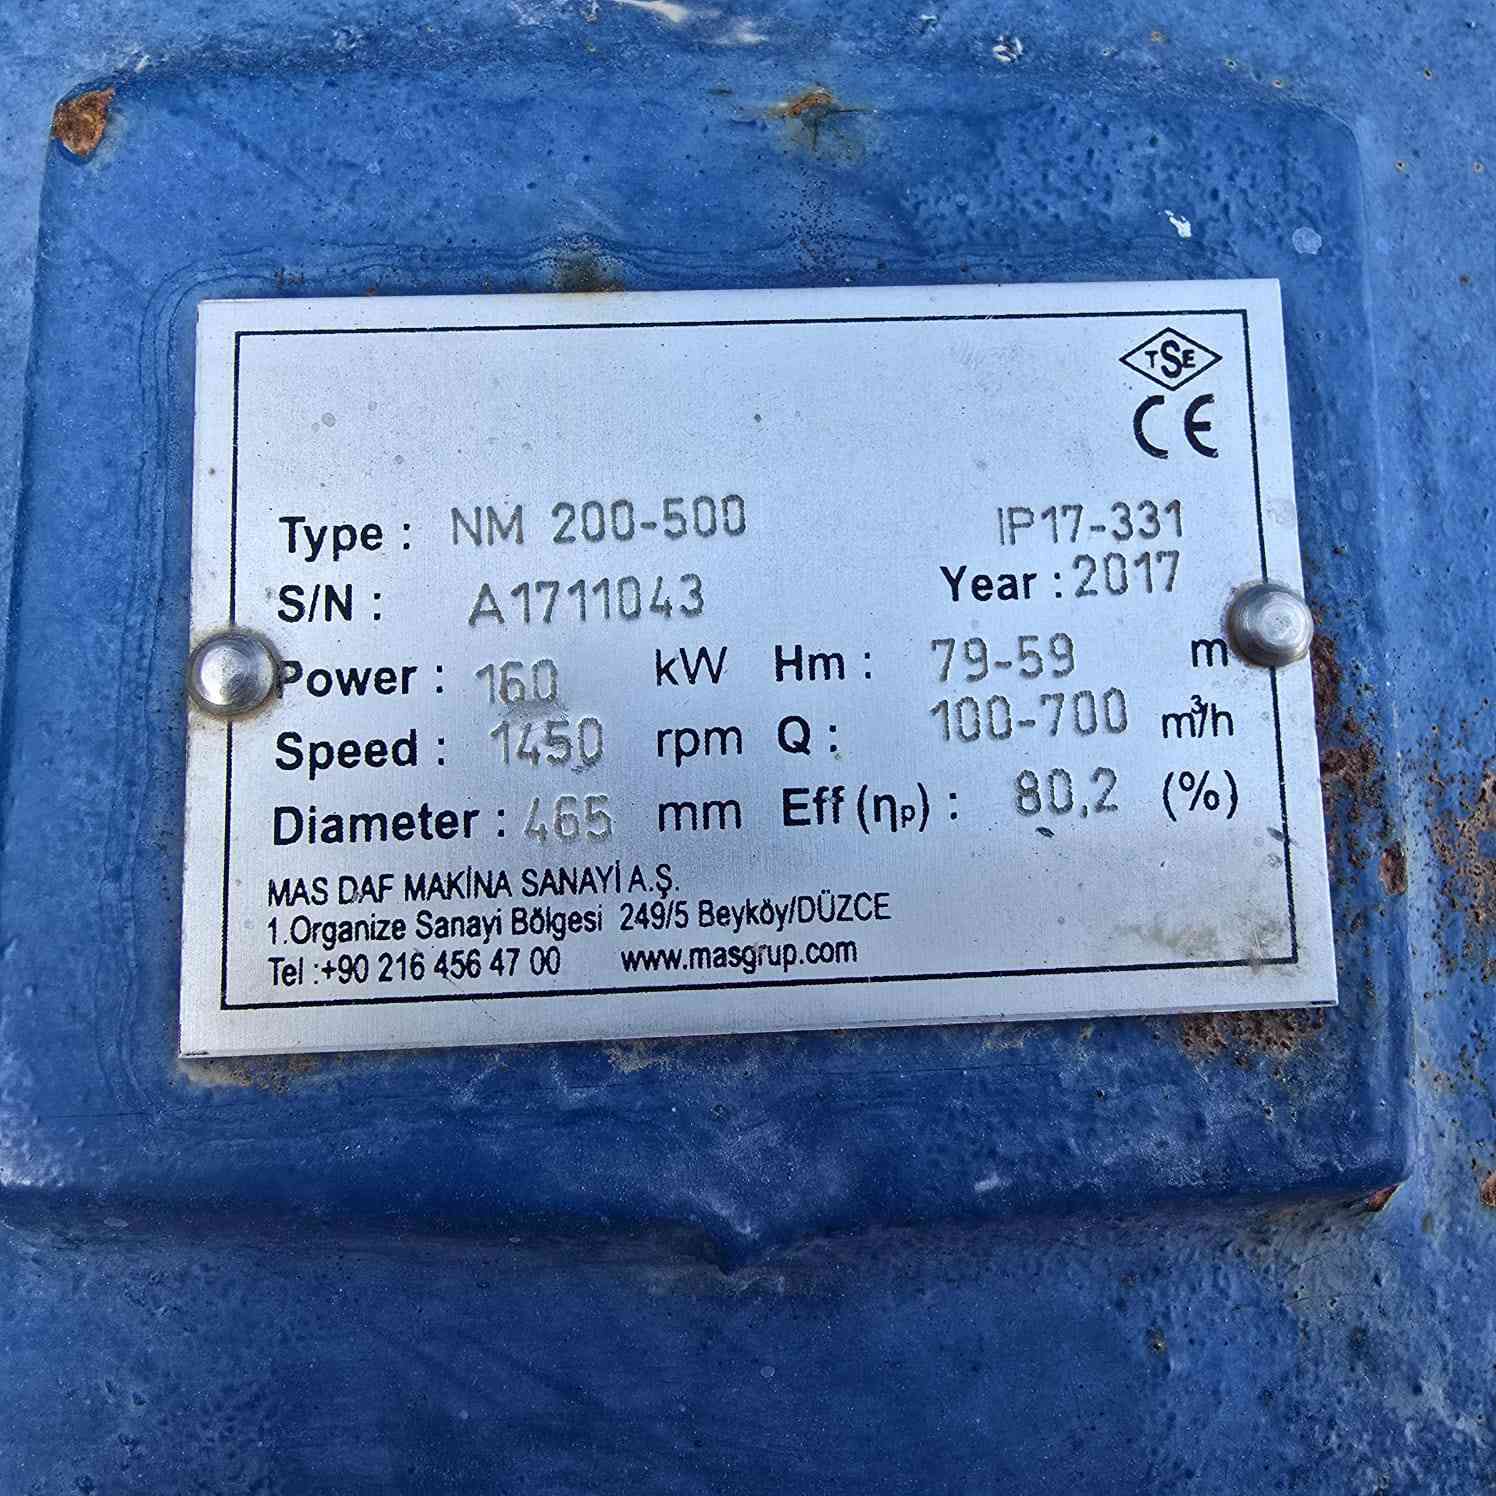 TSE
CE
Type : NM 200-500 IP17-331
S/N : A1711043 Year : 2017
Power : 160 kW Hm : 79-59 m
Speed : 1450 rpm Q : 100-700 m³/h
Diameter : 465 mm Eff (ηp) : 80,2 (%)
MAS DAF MAKİNA SANAYİ A.Ş.
1.Organize Sanayi Bölgesi 249/5 Beyköy/DÜZCE
Tel :+90 216 456 47 00 www.masgrup.com